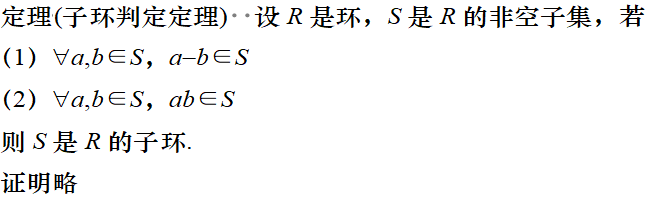 定理(子环判定定理)··设 R 是环，S 是 R 的非空子集，若
（1）∀a,b∈S，a–b∈S
（2）∀a,b∈S，ab∈S
则 S 是 R 的子环.
证明略